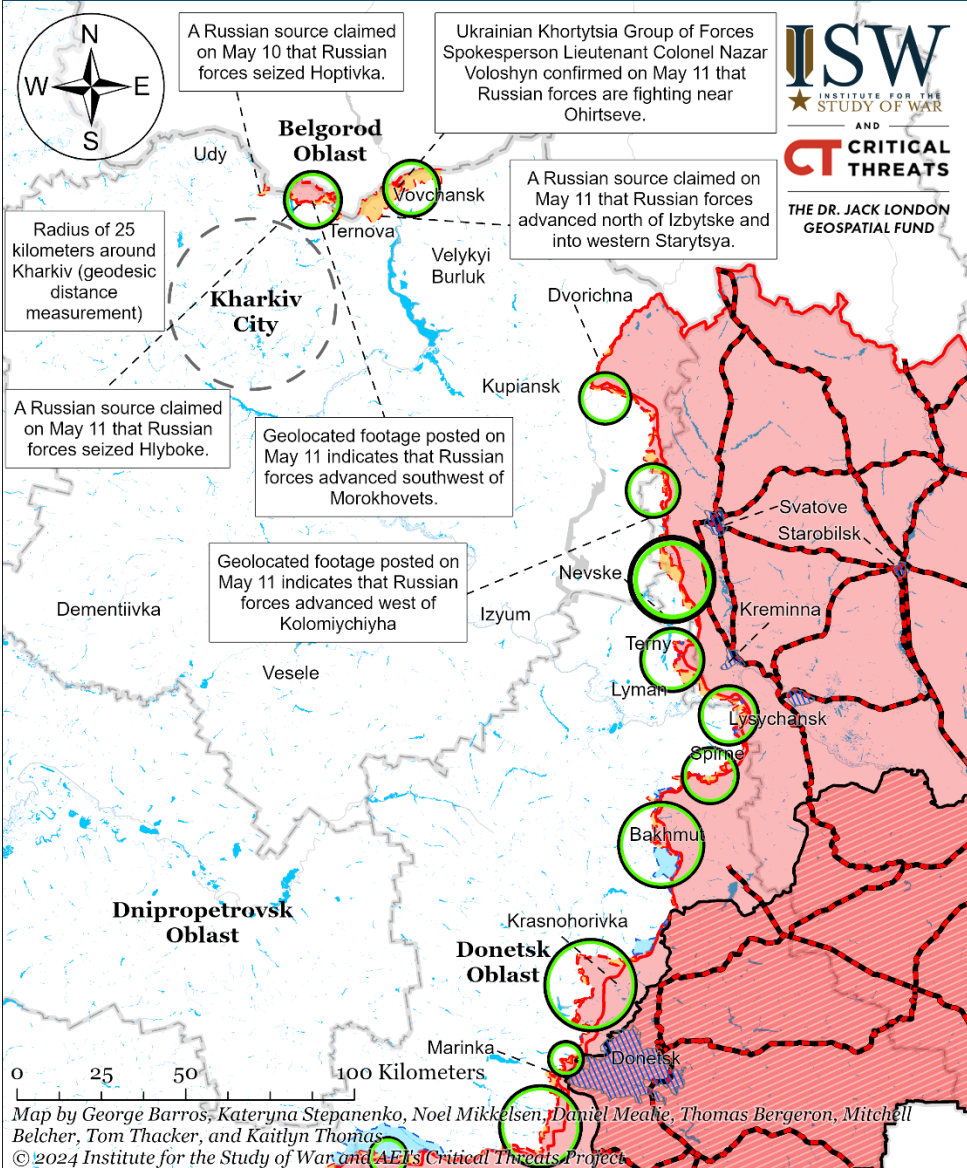 N
W
E
S
A Russian source claimed
on May 10 that Russian
forces seized Hoptivka.
Ukrainian Khortytsia Group of Forces
Spokesperson Lieutenant Colonel Nazar
Voloshyn confirmed on May 11 that
Russian forces are fighting near
Ohirtseve.
ISW
INSTITUTE FOR THE
STUDY OF WAR
AND
CT CRITICAL
THREATS
THE DR. JACK LONDON
GEOSPATIAL FUND
Belgorod
Oblast
Udy
Vovchansk
A Russian source claimed on
May 11 that Russian forces
advanced north of Izbytske and
into western Starytsya.
Radius of 25
kilometers around
Kharkiv (geodesic
distance
measurement)
Ternova
Velykyi
Burluk
Kharkiv
City
Dvorichna
Kupiansk
A Russian source claimed
on May 11 that Russian
forces seized Hlyboke.
Geolocated footage posted on
May 11 indicates that Russian
forces advanced southwest of
Morokhovets.
Svatove
Starobilsk
Geolocated footage posted on
May 11 indicates that Russian
forces advanced west of
Kolomiychiyha
Nevske
Dementiivka
Izyum
Kreminna
Terny
Vesele
Lyman
Lysychansk
Spirne
Bakhmut
Dnipropetrovsk
Oblast
Krasnohorivka
Donetsk
Oblast
Marinka
Donetsk
0 25 50 100 Kilometers
Map by George Barros, Kateryna Stepanenko, Noel Mikkelsen, Daniel Mealie, Thomas Bergeron, Mitchell
Belcher, Tom Thacker, and Kaitlyn Thomas
© 2024 Institute for the Study of War and AEI's Critical Threats Project